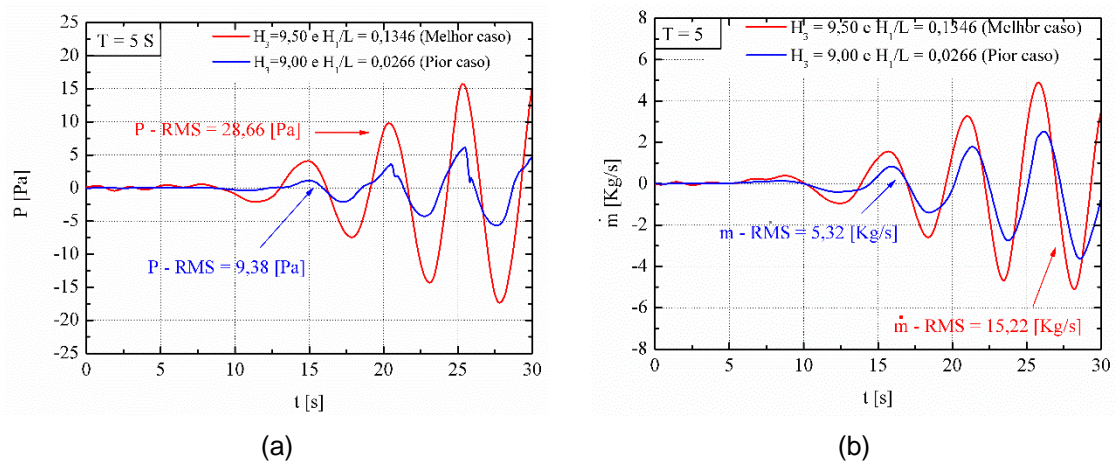 T = 5 S
H3=9,50 e H1/L = 0,1346 (Melhor caso)
H3=9,00 e H1/L = 0,0266 (Pior caso)
P - RMS = 28,66 [Pa]
P - RMS = 9,38 [Pa]
P [Pa]
25
20
15
10
5
0
-5
-10
-15
-20
-25
0 5 10 15 20 25 30
t [s]
(a)
T = 5
H3 = 9,50 e H1/L = 0,1346 (Melhor caso)
H3 = 9,00 e H1/L = 0,0266 (Pior caso)
ṁ - RMS = 5,32 [Kg/s]
ṁ - RMS = 15,22 [Kg/s]
ṁ [Kg/s]
8
6
4
2
0
-2
-4
-6
-8
0 5 10 15 20 25 30
t [s]
(b)